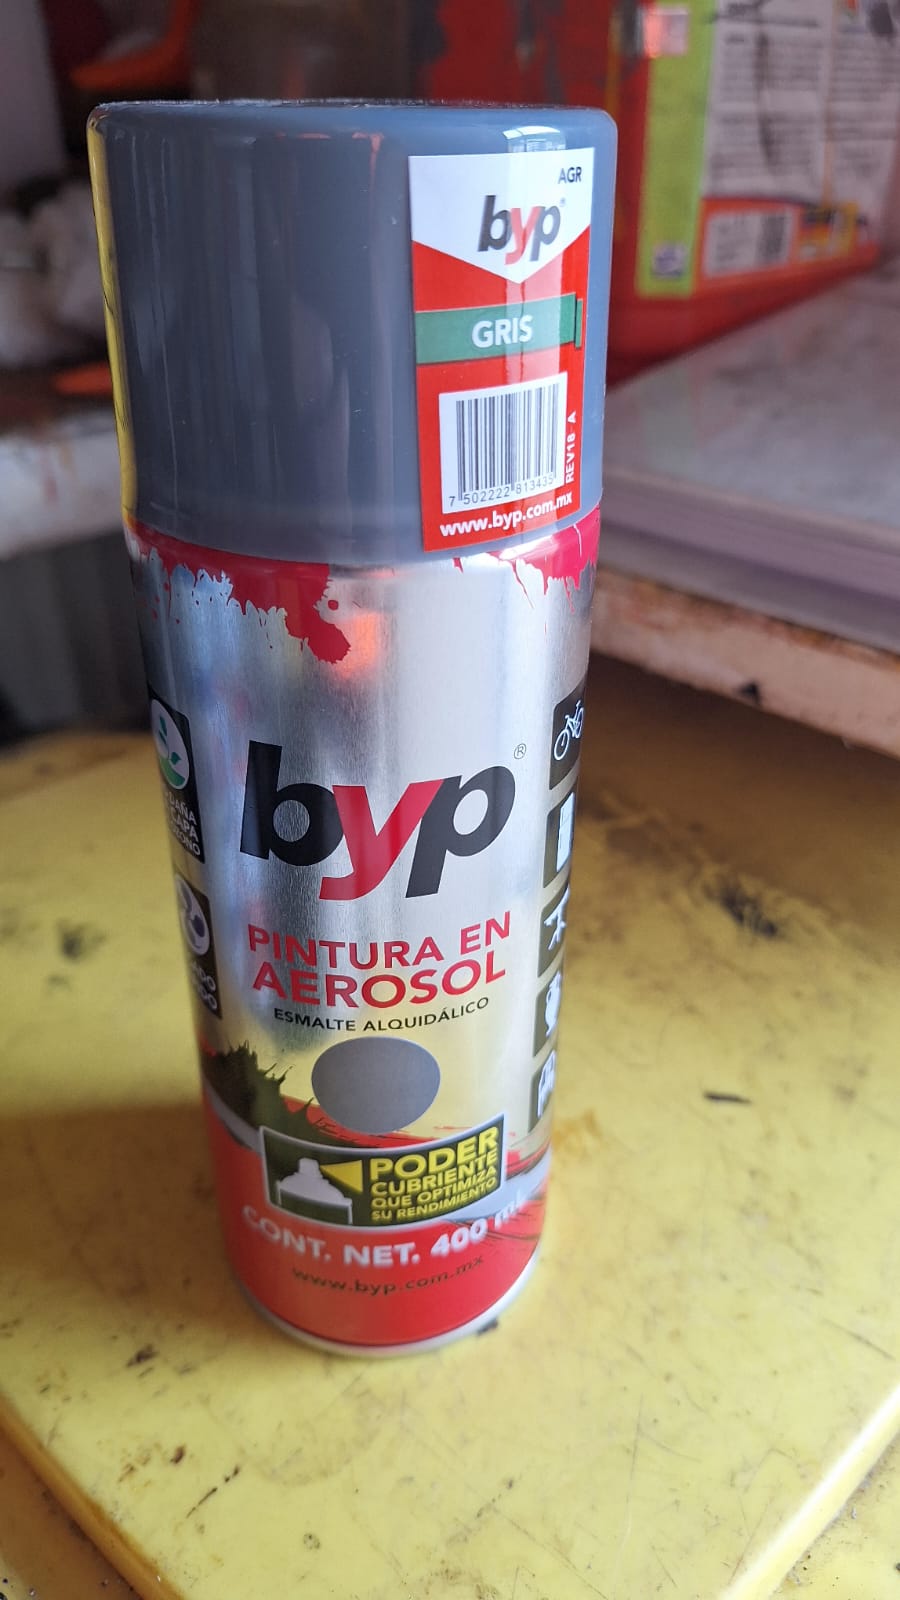 AGR
byp®
GRIS
7 502222 813435
REV18-A
www.byp.com.mx
byp®
PINTURA EN
AEROSOL
ESMALTE ALQUIDÁLICO
PODER
CUBRIENTE
QUE OPTIMIZA
SU RENDIMIENTO
CONT. NET. 400 ml
www.byp.com.mx